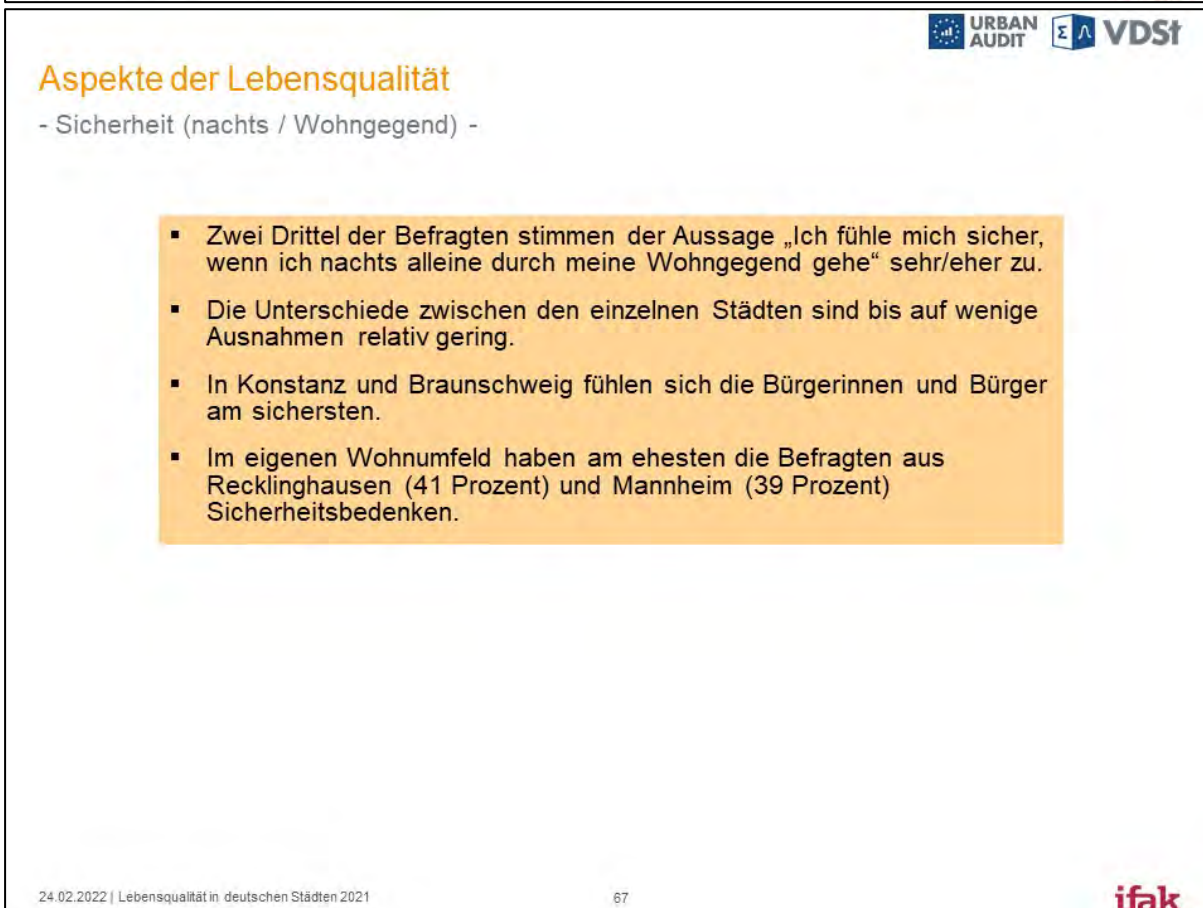 URBAN
AUDIT
VDSt
Aspekte der Lebensqualität
- Sicherheit (nachts / Wohngegend) -
▪ Zwei Drittel der Befragten stimmen der Aussage „Ich fühle mich sicher,
wenn ich nachts alleine durch meine Wohngegend gehe“ sehr/eher zu.
▪ Die Unterschiede zwischen den einzelnen Städten sind bis auf wenige
Ausnahmen relativ gering.
▪ In Konstanz und Braunschweig fühlen sich die Bürgerinnen und Bürger
am sichersten.
▪ Im eigenen Wohnumfeld haben am ehesten die Befragten aus
Recklinghausen (41 Prozent) und Mannheim (39 Prozent)
Sicherheitsbedenken.
24.02.2022 | Lebensqualität in deutschen Städten 2021
67
ifak